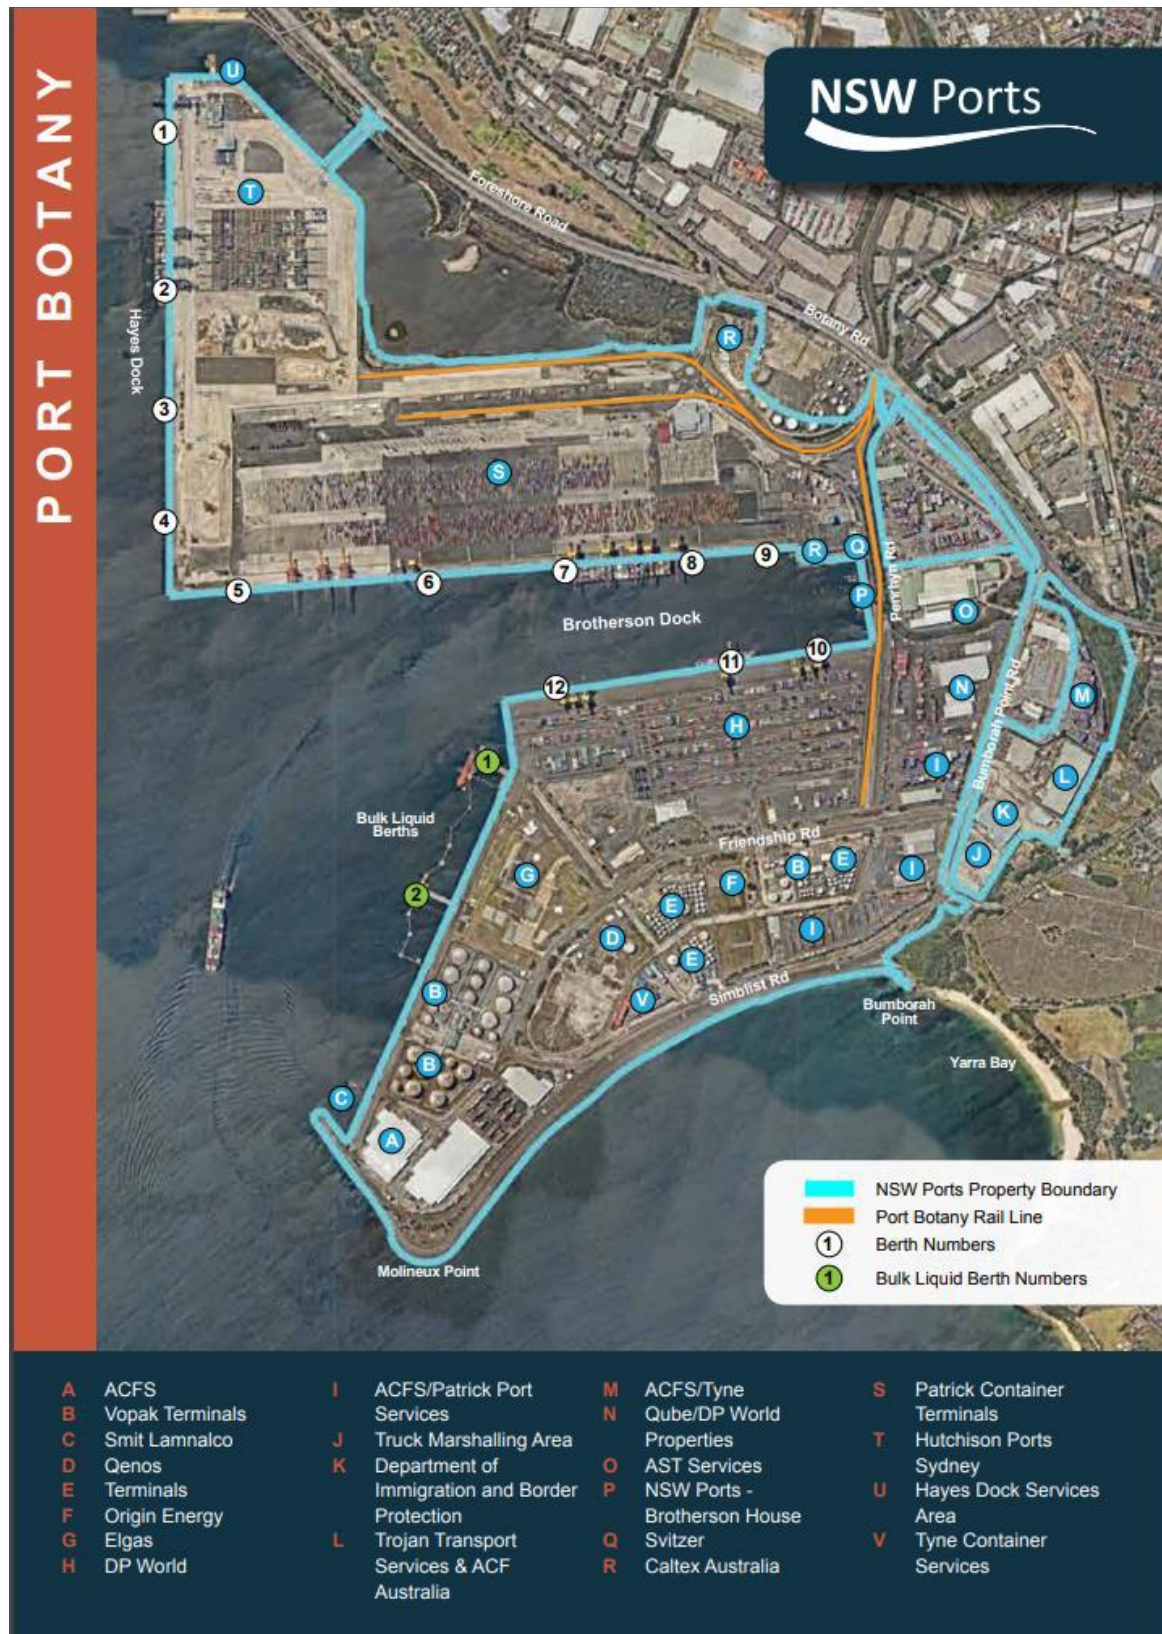 PORT BOTANY
NSW Ports
U
1
T
Foreshore Road
2
Hayes Dock
Botany Rd
R
3
S
4
Q
R
9
8
7
6
5
Penrhyn Rd
P
O
Brotherson Dock
10
11
12
N
M
H
Bumborah Point Rd
1
I
L
K
Bulk Liquid
Berths
Friendship Rd
J
G
F
B
E
I
2
E
D
I
E
V
Simblist Rd
B
Bumborah
Point
Yarra Bay
B
C
A
Molineux Point
NSW Ports Property Boundary
Port Botany Rail Line
1 Berth Numbers
1 Bulk Liquid Berth Numbers
A ACFS
B Vopak Terminals
C Smit Lamnalco
D Qenos
E Terminals
F Origin Energy
G Elgas
H DP World
I ACFS/Patrick Port
Services
J Truck Marshalling Area
K Department of
Immigration and Border
Protection
L Trojan Transport
Services & ACF
Australia
M ACFS/Tyne
N Qube/DP World
Properties
O AST Services
P NSW Ports -
Brotherson House
Q Svitzer
R Caltex Australia
S Patrick Container
Terminals
T Hutchison Ports
Sydney
U Hayes Dock Services
Area
V Tyne Container
Services